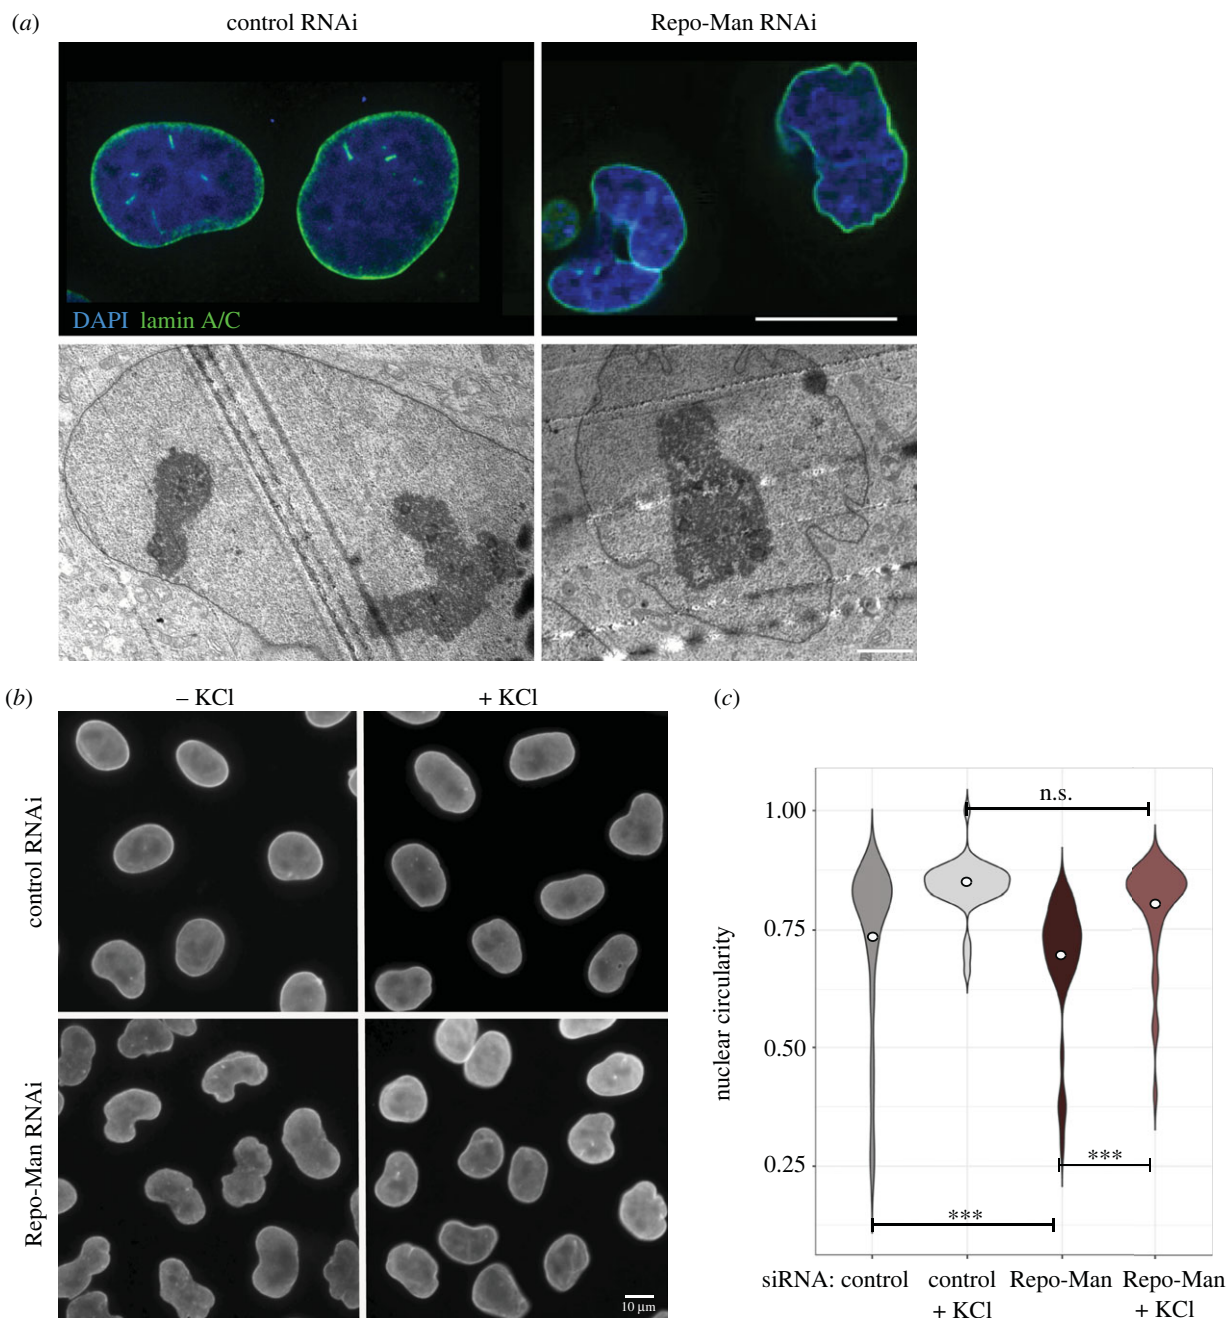 (a)
control RNAi
Repo-Man RNAi
DAPI lamin A/C
(b)
– KCl
+ KCl
control RNAi
Repo-Man RNAi
10 µm
(c)
nuclear circularity
1.00
0.75
0.50
0.25
n.s.
***
***
siRNA: control
control
+ KCl
Repo-Man
Repo-Man
+ KCl